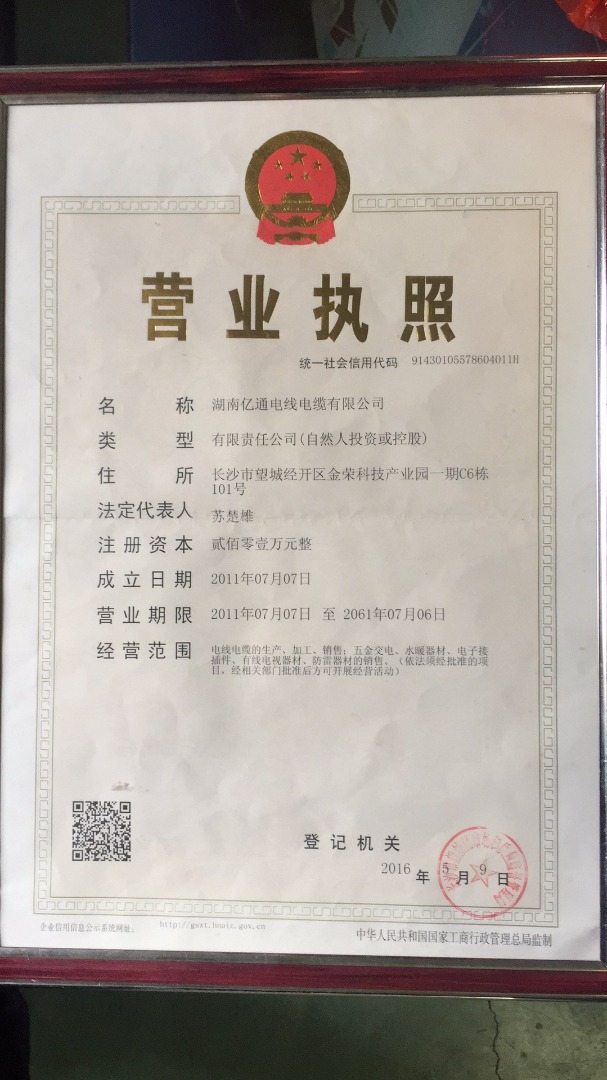 营业执照
统一社会信用代码 91430105578604011H
名称 湖南亿通电线电缆有限公司
类型 有限责任公司(自然人投资或控股)
住所 长沙市望城经开区金荣科技产业园一期C6栋
101号
法定代表人 苏楚雄
注册资本 贰佰零壹万元整
成立日期 2011年07月07日
营业期限 2011年07月07日 至 2061年07月06日
经营范围 电线电缆的生产、加工、销售；五金交电、水暖器材、电子接
插件、有线电视器材、防雷器材的销售。（依法须经批准的项
目，经相关部门批准后方可开展经营活动）
登记机关
2016 年 5 月 9 日
企业信用信息公示系统网址： http://gsxt.hnaic.gov.cn
中华人民共和国国家工商行政管理总局监制